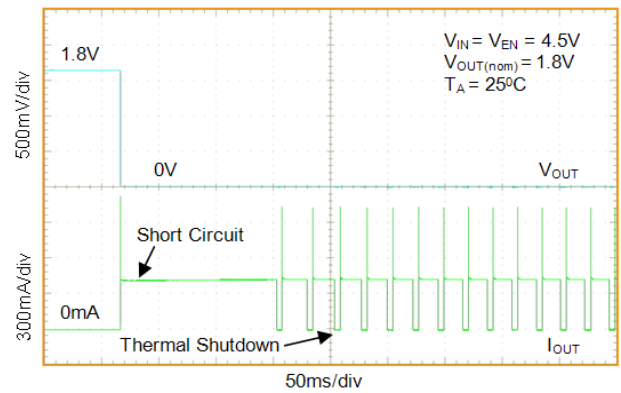 1.8V
V_IN = V_EN = 4.5V
V_OUT(nom) = 1.8V
T_A = 25⁰C
500mV/div
0V
V_OUT
Short Circuit
300mA/div
0mA
Thermal Shutdown
I_OUT
50ms/div